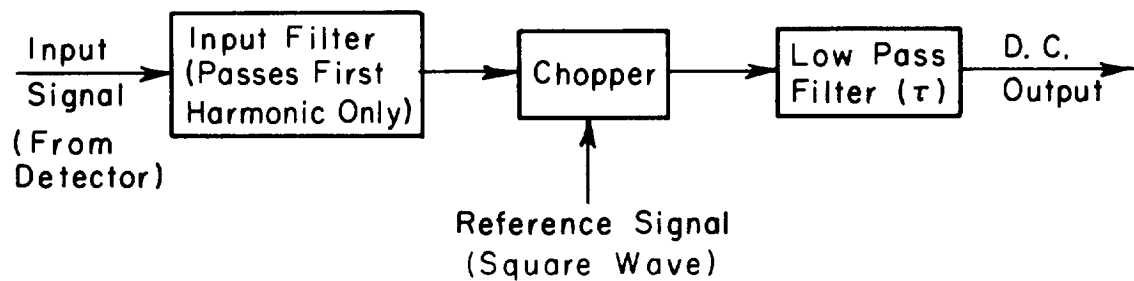 Input
Signal
(From
Detector)
Input Filter
(Passes First
Harmonic Only)
Chopper
Low Pass
Filter (τ)
D. C.
Output
Reference Signal
(Square Wave)